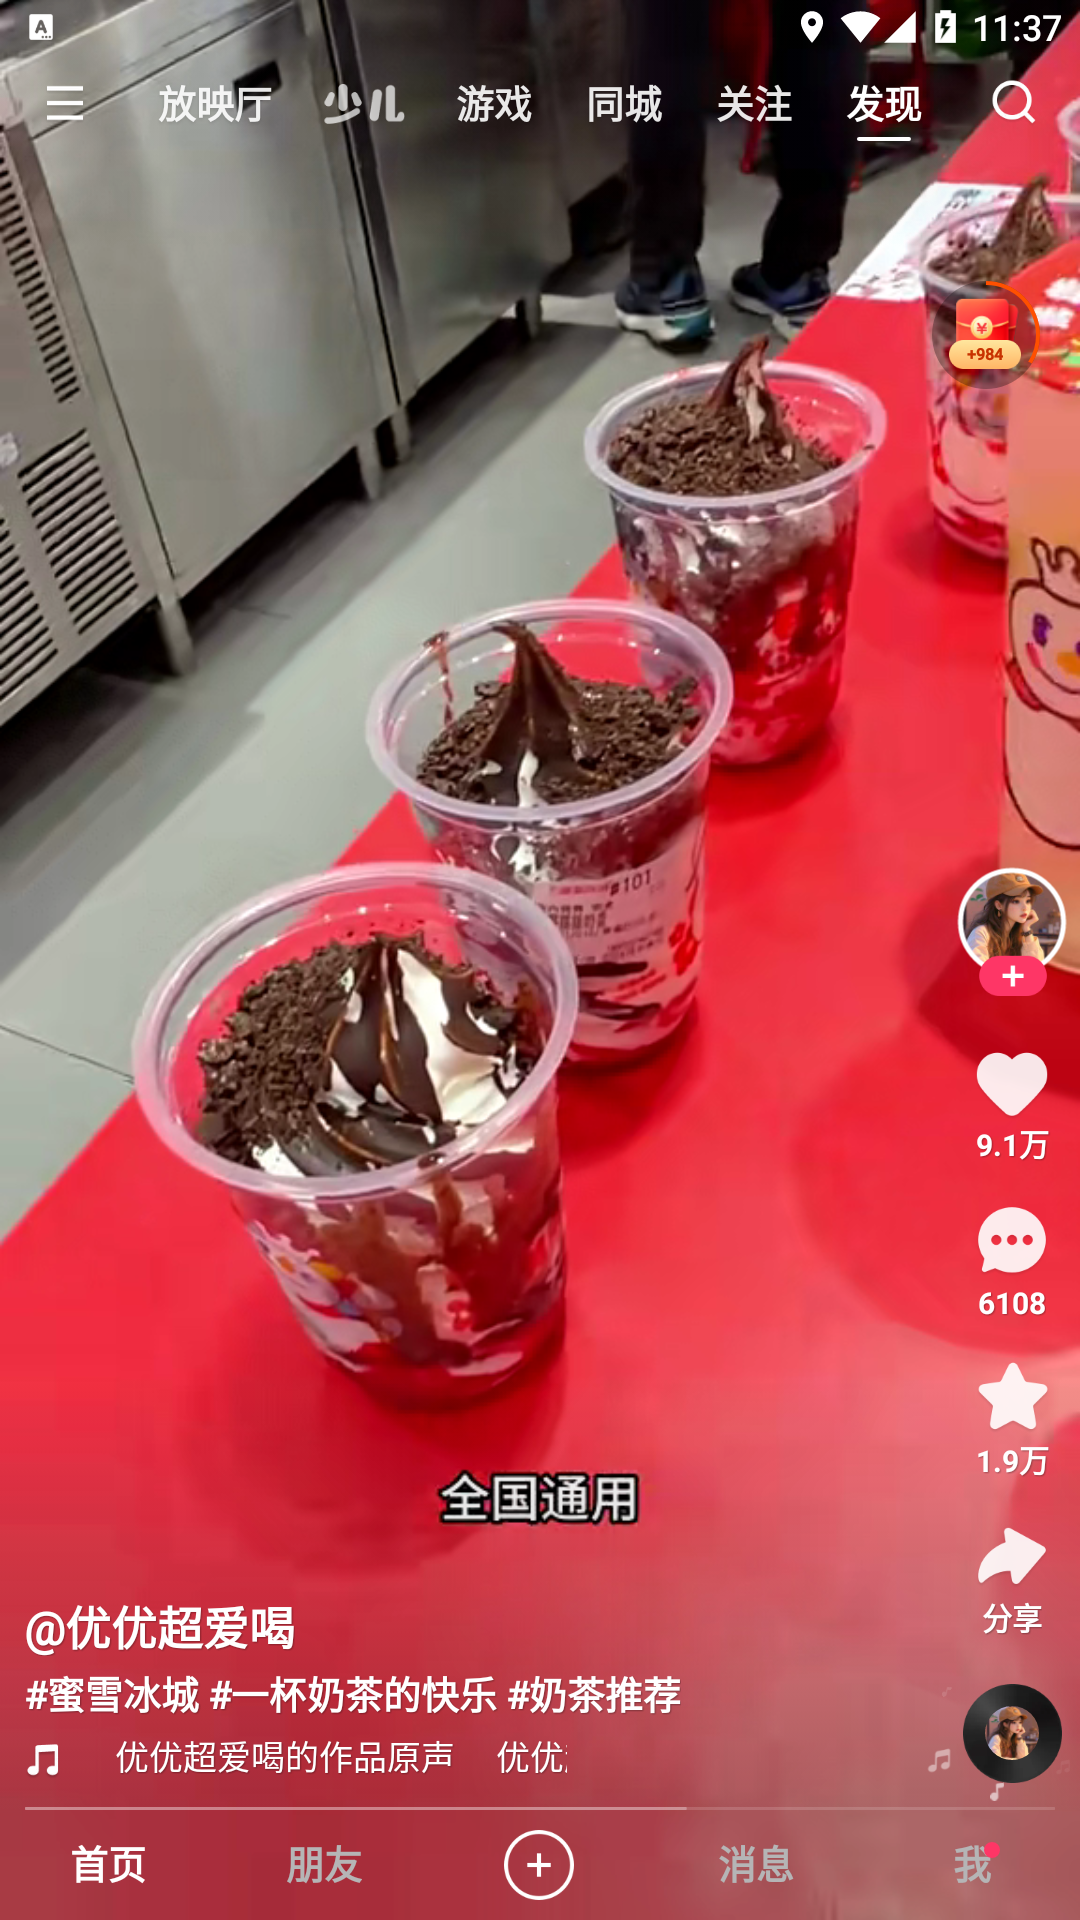 11:37
放映厅 少儿 游戏 同城 关注 发现
+984
#101
9.1万
6108
1.9万
分享
全国通用
@优优超爱喝
#蜜雪冰城 #一杯奶茶的快乐 #奶茶推荐
优优超爱喝的作品原声 优优
首页 朋友 消息 我